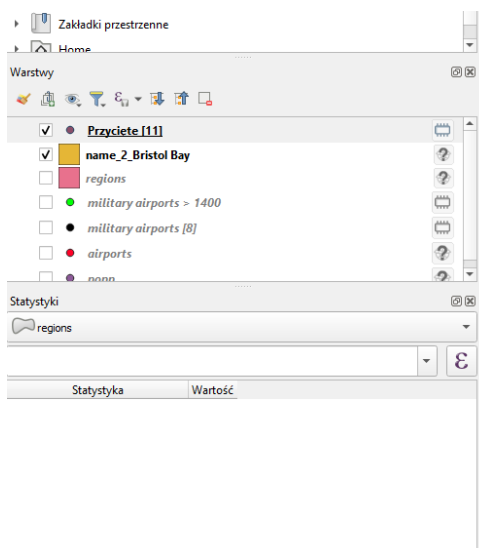 Zakładki przestrzenne
Home
Warstwy
Przyciete [11]
name_2_Bristol Bay
regions
military airports > 1400
military airports [8]
airports
popp
Statystyki
regions
ε
Statystyka Wartość